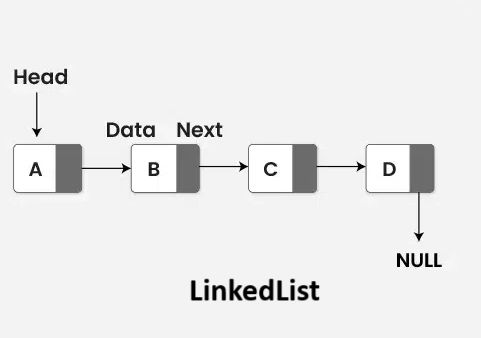 Head
Data Next
A B C D
NULL
LinkedList